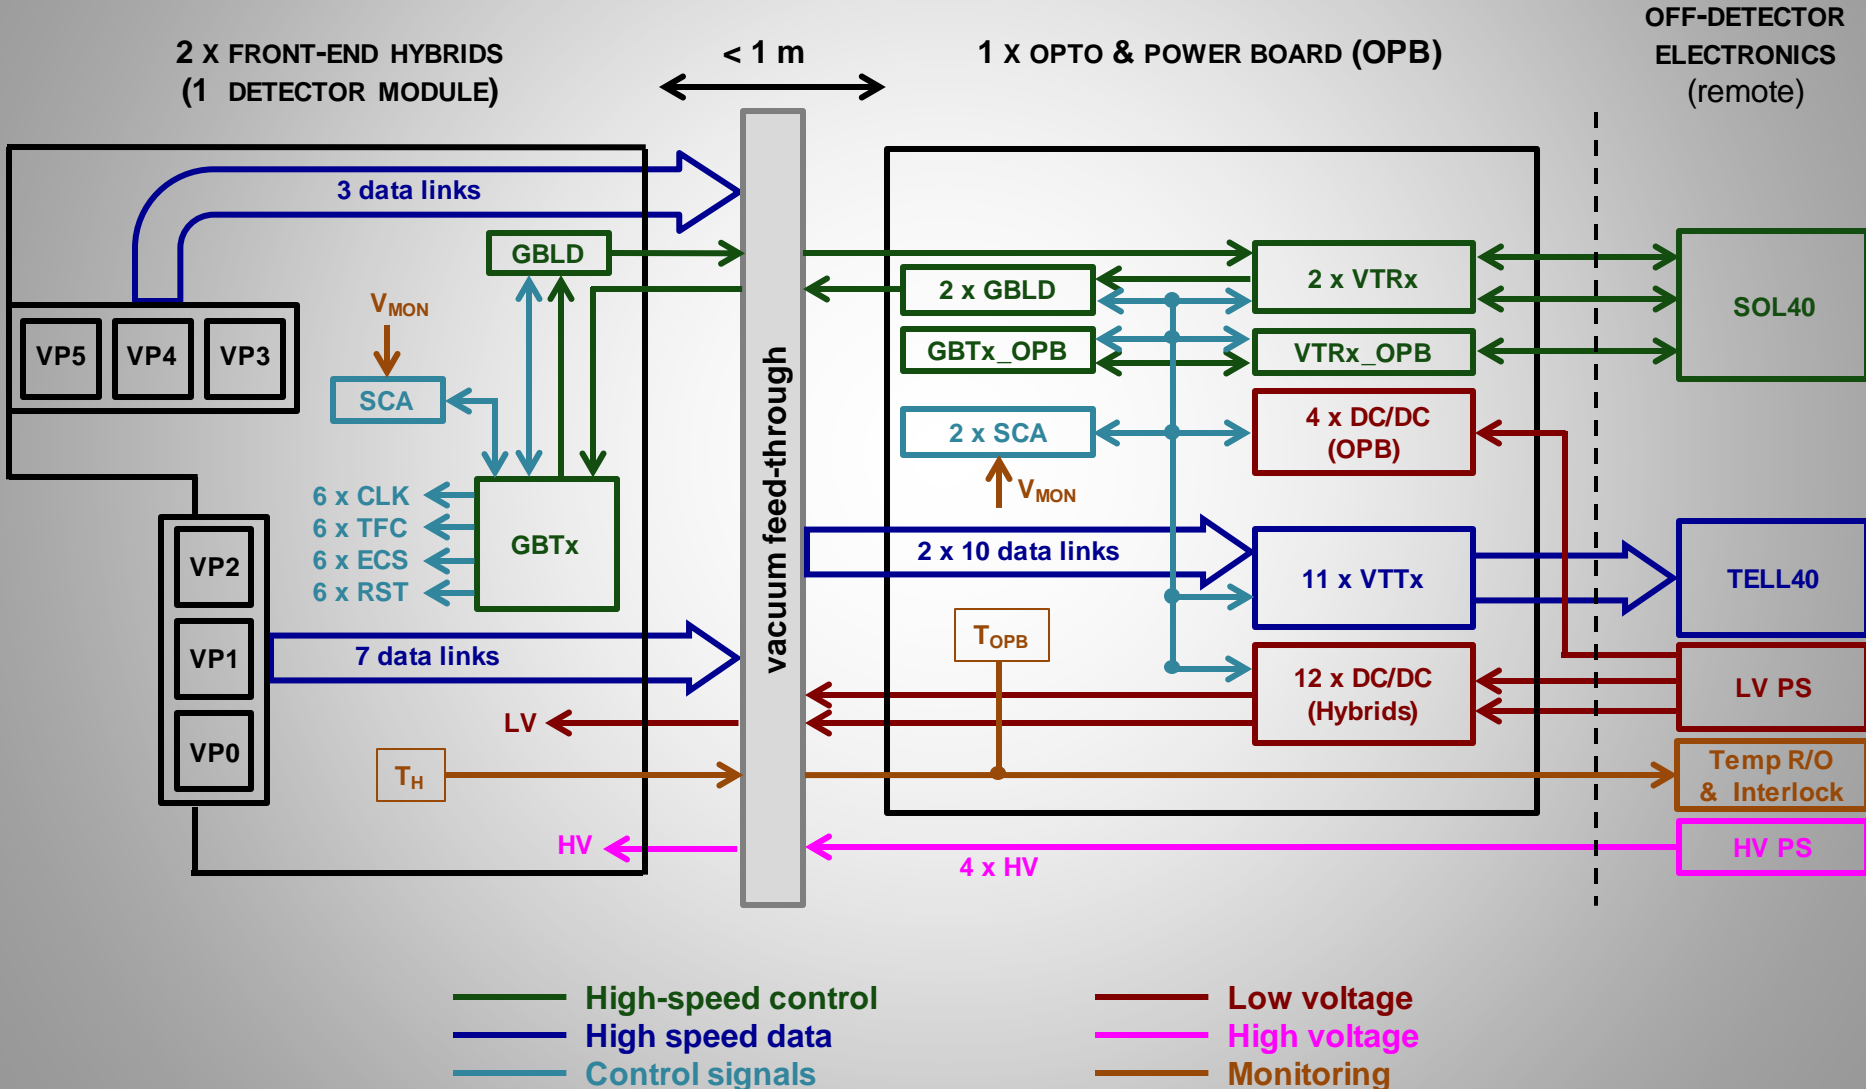 2 X FRONT-END HYBRIDS
(1 DETECTOR MODULE)
< 1 m
1 X OPTO & POWER BOARD (OPB)
OFF-DETECTOR
ELECTRONICS
(remote)
3 data links
GBLD
V_MON
VP5
VP4
VP3
SCA
6 x CLK
6 x TFC
6 x ECS
6 x RST
GBTx
VP2
VP1
VP0
7 data links
LV
T_H
HV
vacuum feed-through
2 x GBLD
2 x VTRx
GBTx_OPB
VTRx_OPB
2 x SCA
4 x DC/DC
(OPB)
V_MON
2 x 10 data links
11 x VTTx
T_OPB
12 x DC/DC
(Hybrids)
4 x HV
SOL40
TELL40
LV PS
Temp R/O
& Interlock
HV PS
High-speed control
High speed data
Control signals
Low voltage
High voltage
Monitoring